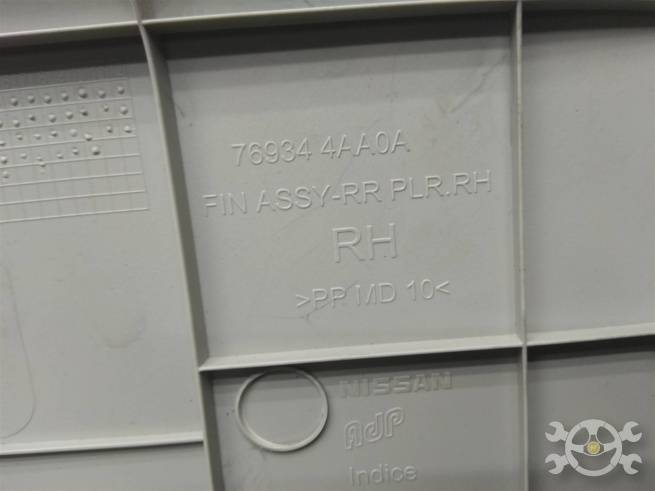 76934 4AA0A
FIN ASSY-RR PLR.RH
RH
>PP MD 10<
NISSAN
AdP
Indice